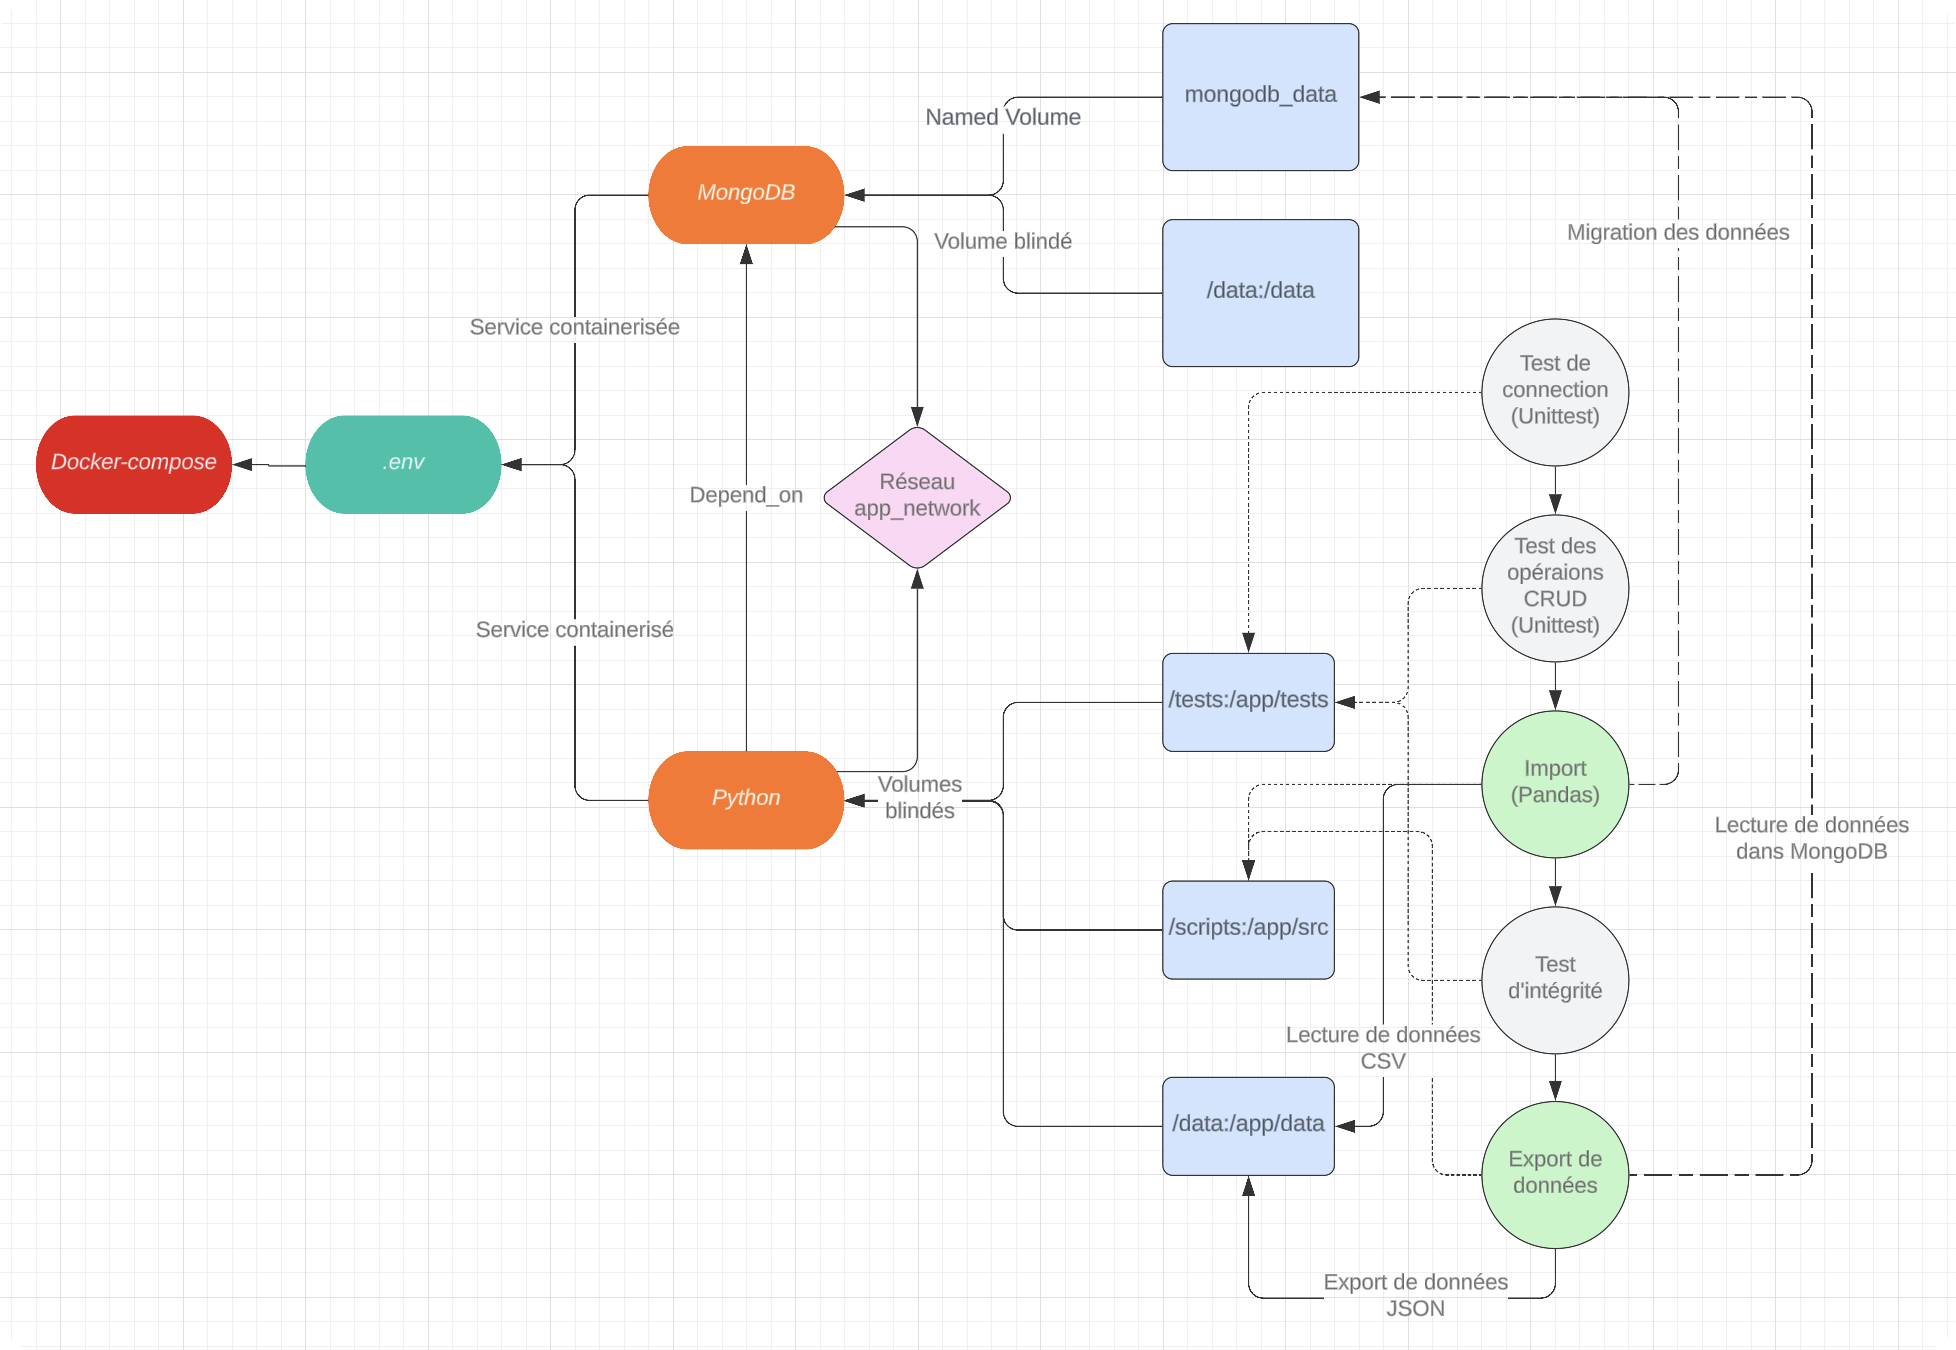 mongodb_data
Named Volume
MongoDB
Volume blindé
Migration des données
/data:/data
Service containerisée
Test de
connection
(Unittest)
Docker-compose
.env
Depend_on
Réseau
app_network
Test des
opéraions
CRUD
(Unittest)
Service containerisé
/tests:/app/tests
Import
(Pandas)
Python
Volumes
blindés
Lecture de données
dans MongoDB
/scripts:/app/src
Test
d'intégrité
Lecture de données
CSV
/data:/app/data
Export de
données
Export de données
JSON